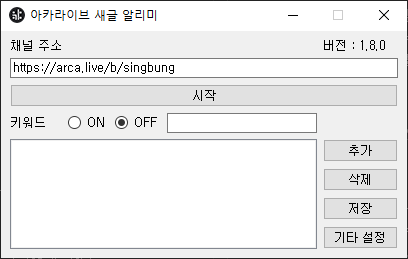 아카라이브 새글 알리미
채널 주소 버전 : 1.8.0
https://arca.live/b/singbung
시작
키워드 ON OFF
추가
삭제
저장
기타 설정